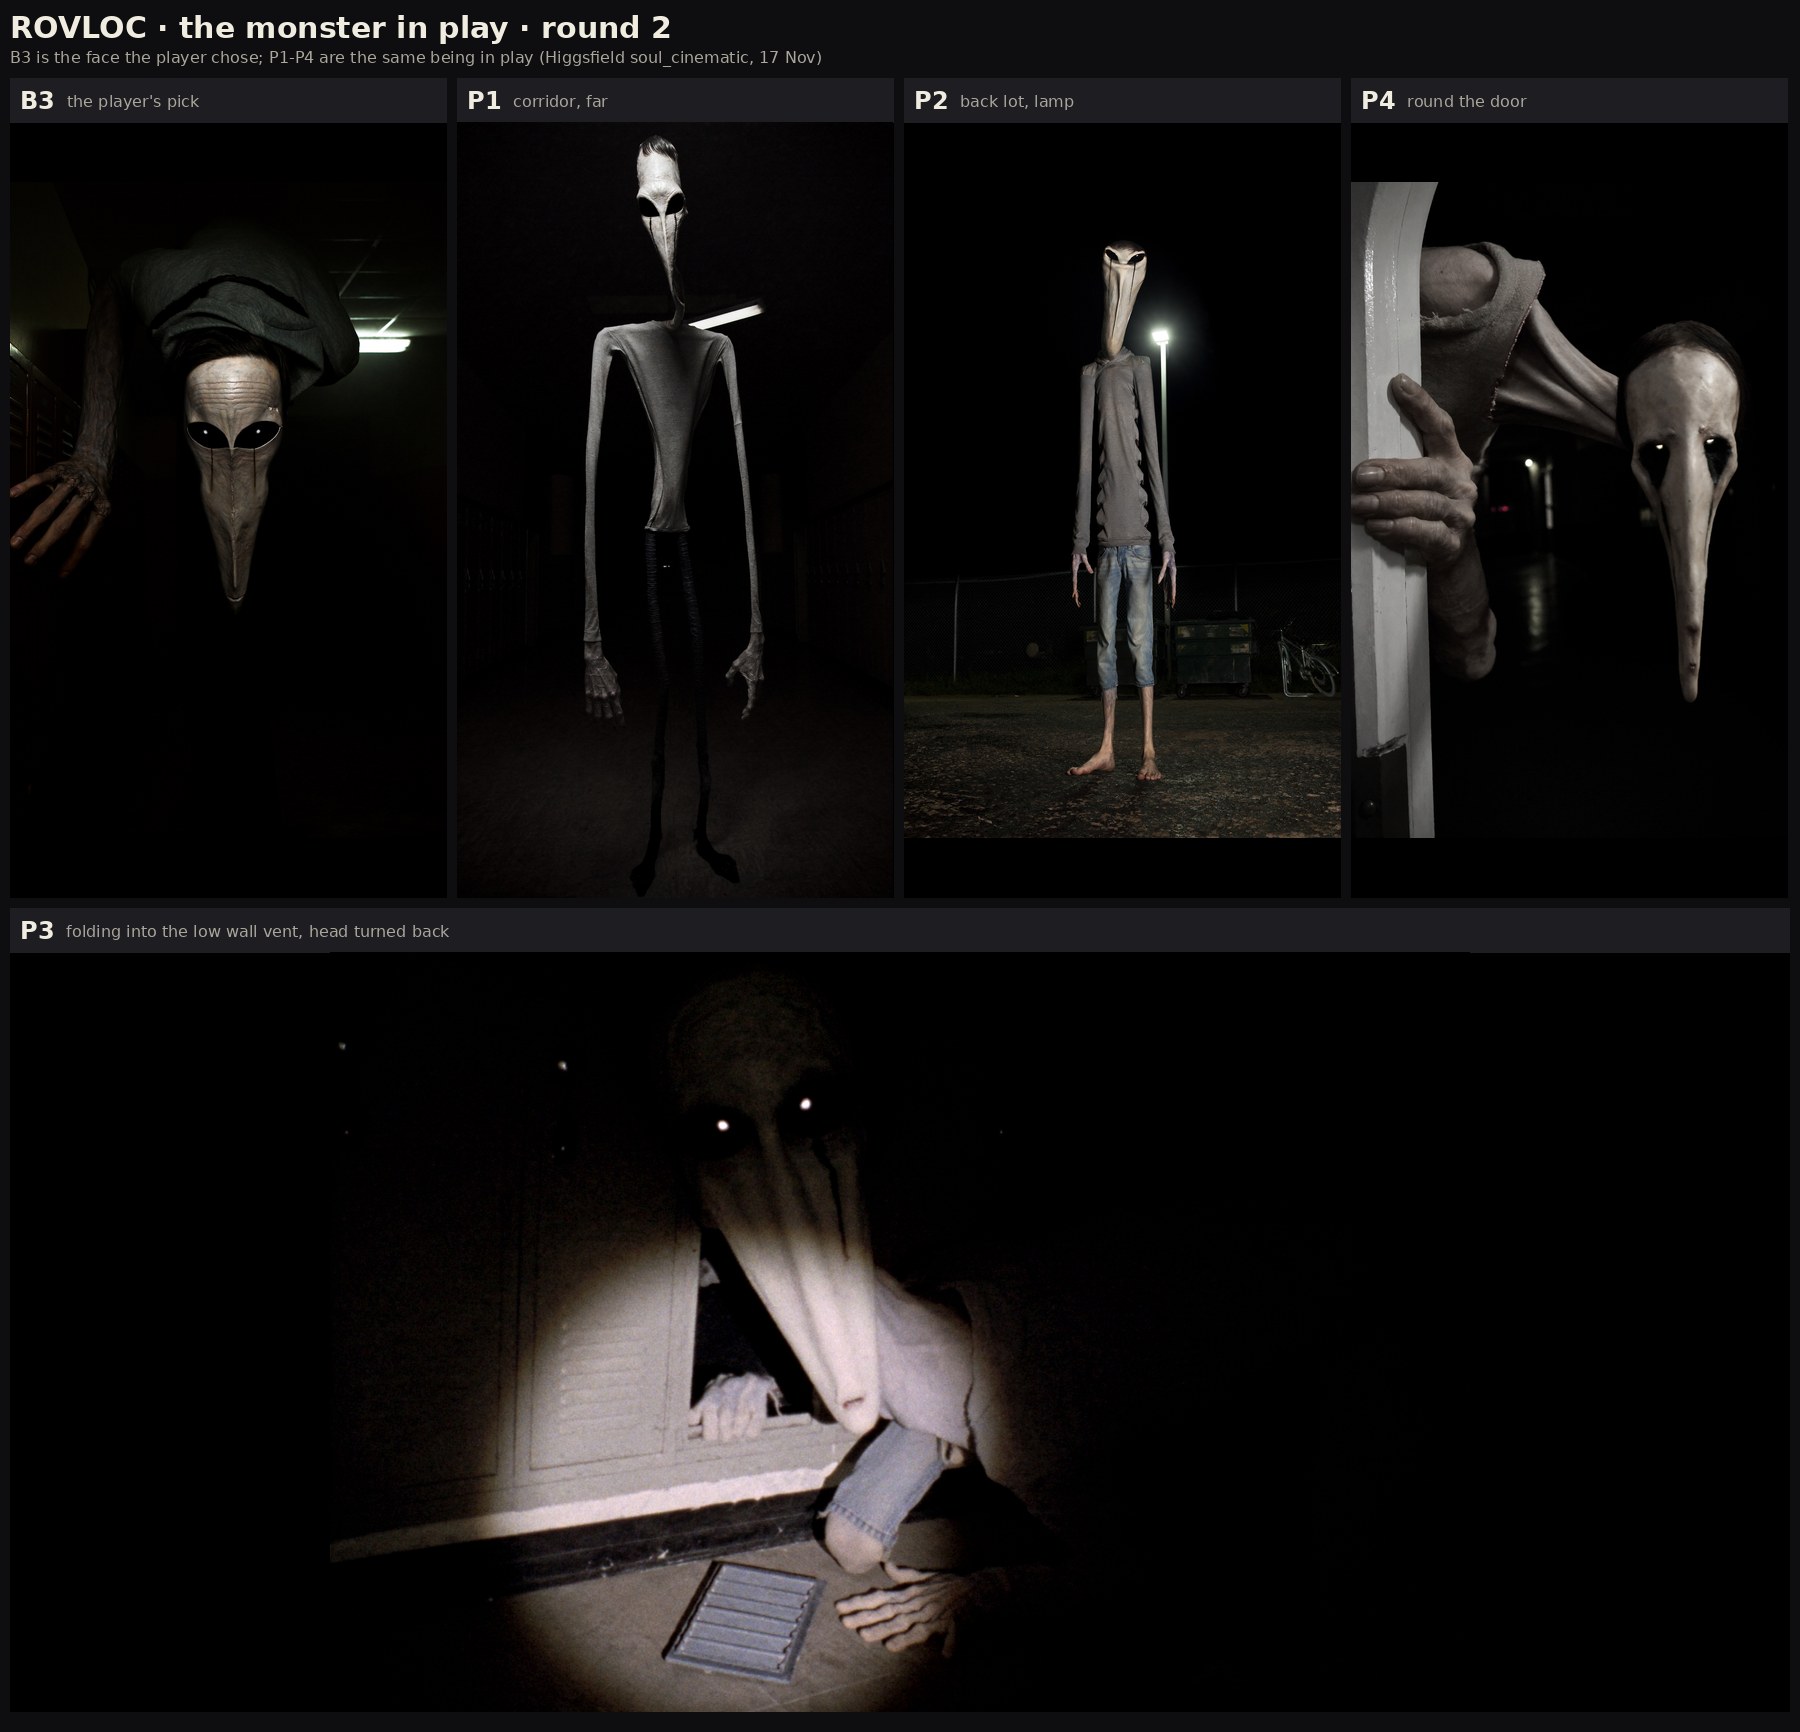 ROVLOC · the monster in play · round 2
B3 is the face the player chose; P1-P4 are the same being in play (Higgsfield soul_cinematic, 17 Nov)
B3 the player's pick
P1 corridor, far
P2 back lot, lamp
P4 round the door
P3 folding into the low wall vent, head turned back